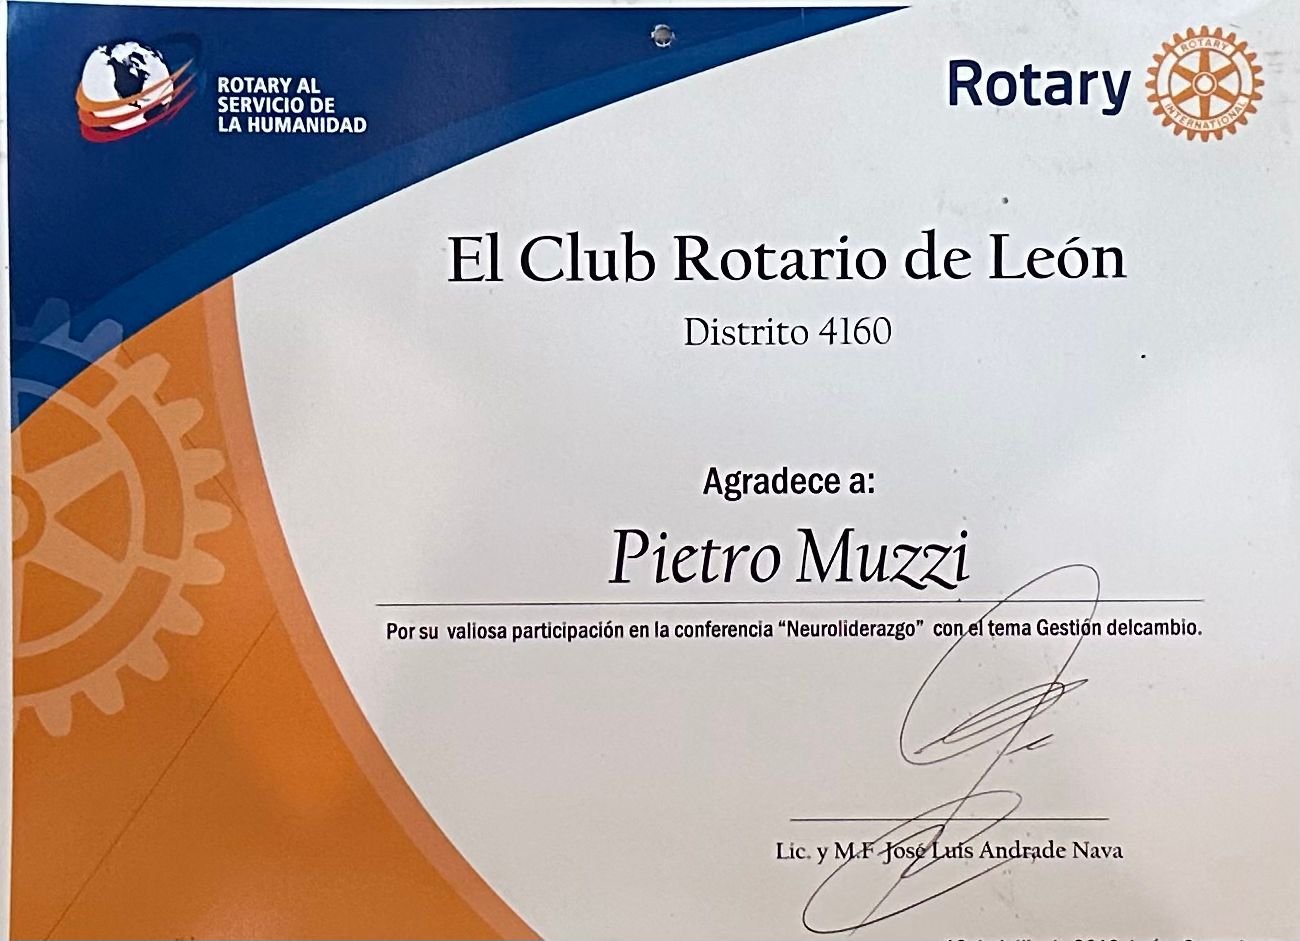 ROTARY AL
SERVICIO DE
LA HUMANIDAD
Rotary
ROTARY
INTERNATIONAL
El Club Rotario de León
Distrito 4160
Agradece a:
Pietro Muzzi
Por su valiosa participación en la conferencia “Neuroliderazgo” con el tema Gestión delcambio.
Lic. y M.F José Luis Andrade Nava